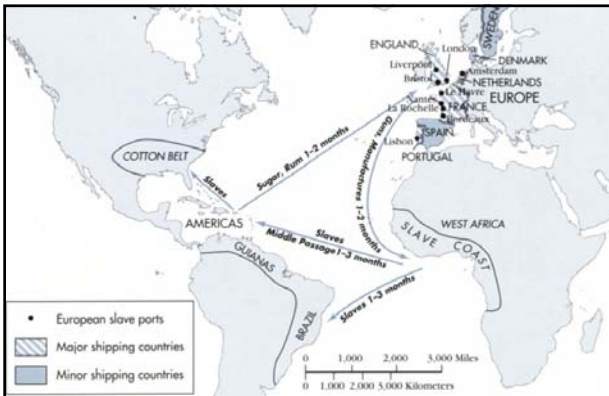 SWEDEN
London
ENGLAND
DENMARK
Liverpool
Amsterdam
Bristol
NETHERLANDS
Le Havre
EUROPE
Nantes
FRANCE
La Rochelle
Bordeaux
SPAIN
Lisbon
PORTUGAL
COTTON BELT
Slaves
Sugar, Rum 1–2 months
Guns, Manufactures 1–2 months
AMERICAS
WEST AFRICA
SLAVE COAST
Slaves
Middle Passage 1–3 months
GUIANAS
Slaves 1–3 months
BRAZIL
European slave ports
Major shipping countries
Minor shipping countries
0 1,000 2,000 3,000 Miles
0 1,000 2,000 3,000 Kilometers